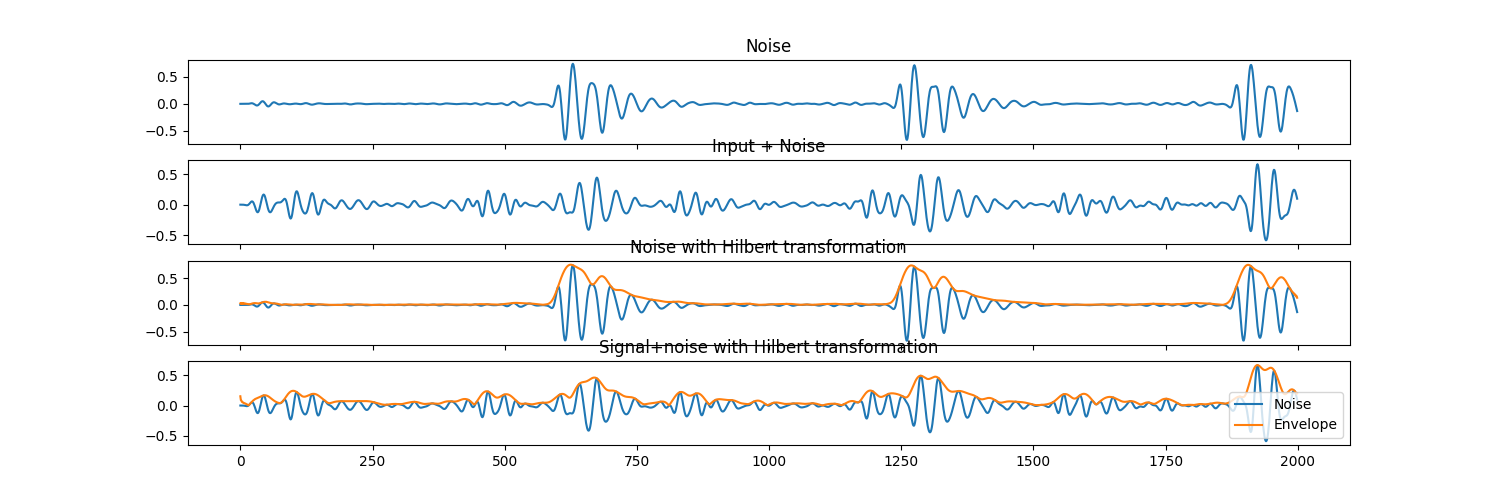 Noise
0.5
0.0
−0.5
Input + Noise
0.5
0.0
−0.5
Noise with Hilbert transformation
0.5
0.0
−0.5
Signal+noise with Hilbert transformation
0.5
0.0
−0.5
Noise
Envelope
0 250 500 750 1000 1250 1500 1750 2000